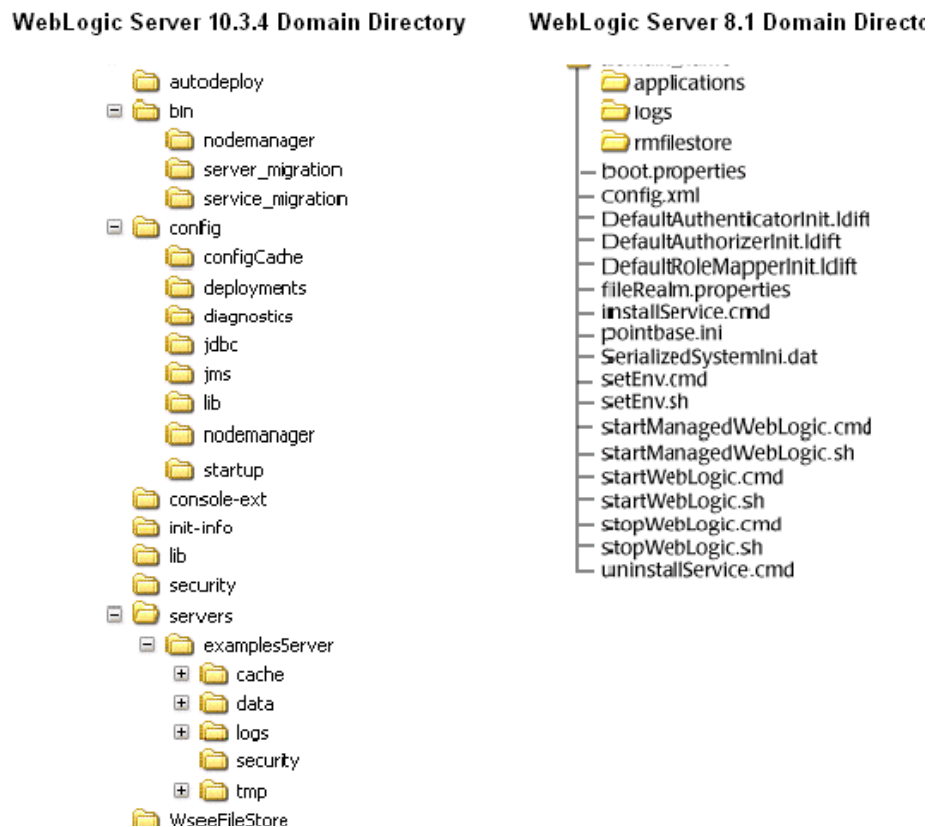 WebLogic Server 10.3.4 Domain Directory
autodeploy
bin
nodemanager
server_migration
service_migration
config
configCache
deployments
diagnostics
jdbc
jms
lib
nodemanager
startup
console-ext
init-info
lib
security
servers
examplesServer
cache
data
logs
security
tmp
WseeFileStore
WebLogic Server 8.1 Domain
applications
logs
rmfilestore
boot.properties
config.xml
DefaultAuthenticatorInit.ldift
DefaultAuthorizerInit.ldift
DefaultRoleMapperInit.ldift
fileRealm.properties
installService.cmd
pointbase.ini
SerializedSystemIni.dat
setEnv.cmd
setEnv.sh
startManagedWebLogic.cmd
startManagedWebLogic.sh
startWebLogic.cmd
startWebLogic.sh
stopWebLogic.cmd
stopWebLogic.sh
uninstallService.cmd